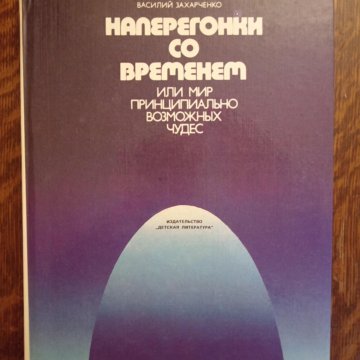 ВАСИЛИЙ ЗАХАРЧЕНКО
НАПЕРЕГОНКИ
СО
ВРЕМЕНЕМ
ИЛИ МИР
ПРИНЦИПИАЛЬНО
ВОЗМОЖНЫХ
ЧУДЕС
ИЗДАТЕЛЬСТВО
„ДЕТСКАЯ ЛИТЕРАТУРА"